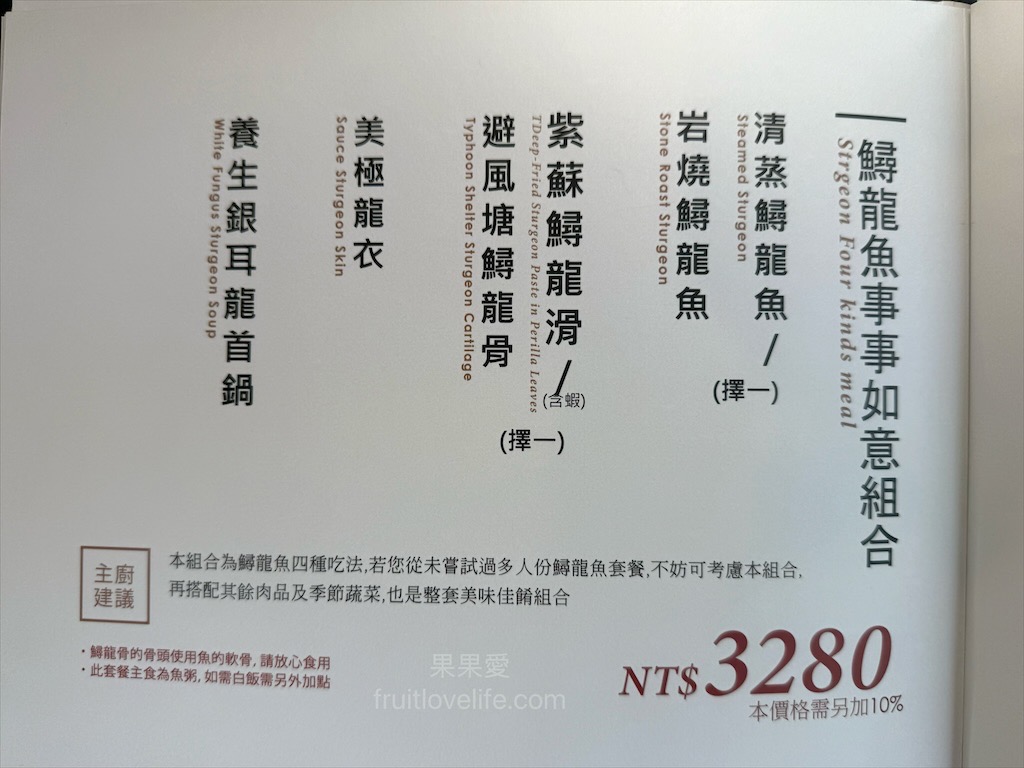 鱘龍魚事事如意組合
Strgeon Four kinds meal
清蒸鱘龍魚/
Steamed Sturgeon
(擇一)
岩燒鱘龍魚
Stone Roast Sturgeon
紫蘇鱘龍滑/
(含蝦)
TDeep-Fried Sturgeon Paste in Perilla Leaves
(擇一)
避風塘鱘龍骨
Typhoon Shelter Sturgeon Cartilage
美極龍衣
Sauce Sturgeon Skin
養生銀耳龍首鍋
White Fungus Sturgeon Soup
主廚
建議
本組合為鱘龍魚四種吃法,若您從未嘗試過多人份鱘龍魚套餐,不妨可考慮本組合,
再搭配其餘肉品及季節蔬菜,也是整套美味佳餚組合
・鱘龍骨的骨頭使用魚的軟骨, 請放心食用
・此套餐主食為魚粥, 如需白飯需另外加點
NT$3280
本價格需另加10%
果果愛
fruitlovelife.com